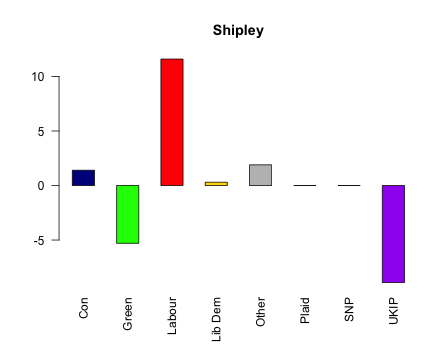 Shipley
10
5
0
-5
Con
Green
Labour
Lib Dem
Other
Plaid
SNP
UKIP